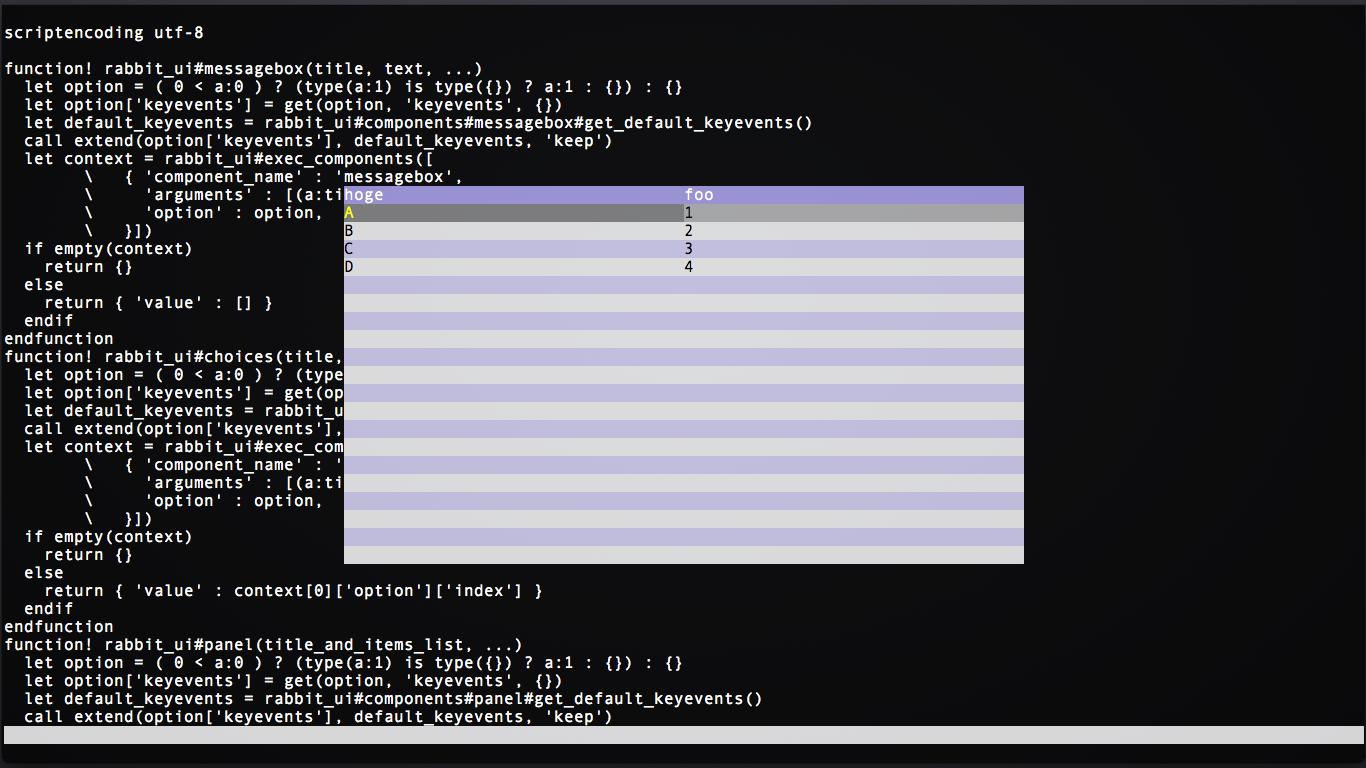 scriptencoding utf-8
function! rabbit_ui#messagebox(title, text, ...)
  let option = ( 0 < a:0 ) ? (type(a:1) is type({}) ? a:1 : {}) : {}
  let option['keyevents'] = get(option, 'keyevents', {})
  let default_keyevents = rabbit_ui#components#messagebox#get_default_keyevents()
  call extend(option['keyevents'], default_keyevents, 'keep')
  let context = rabbit_ui#exec_components([
        \   { 'component_name' : 'messagebox',
        \     'arguments' : [(a:ti
hoge foo
        \     'option' : option,
A 1
        \   }])
B 2
  if empty(context)
C 3
    return {}
D 4
  else
    return { 'value' : [] }
  endif
endfunction
function! rabbit_ui#choices(title,
  let option = ( 0 < a:0 ) ? (type
  let option['keyevents'] = get(op
  let default_keyevents = rabbit_u
  call extend(option['keyevents'],
  let context = rabbit_ui#exec_com
        \   { 'component_name' : '
        \     'arguments' : [(a:ti
        \     'option' : option,
        \   }])
  if empty(context)
    return {}
  else
    return { 'value' : context[0]['option']['index'] }
  endif
endfunction
function! rabbit_ui#panel(title_and_items_list, ...)
  let option = ( 0 < a:0 ) ? (type(a:1) is type({}) ? a:1 : {}) : {}
  let option['keyevents'] = get(option, 'keyevents', {})
  let default_keyevents = rabbit_ui#components#panel#get_default_keyevents()
  call extend(option['keyevents'], default_keyevents, 'keep')